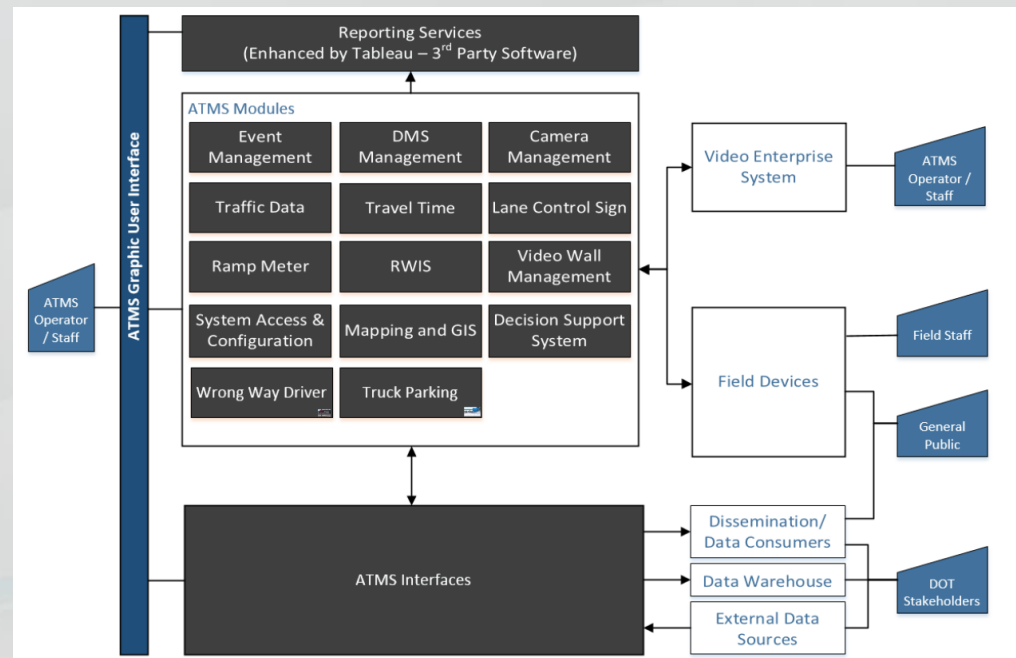 Reporting Services
(Enhanced by Tableau – 3rd Party Software)
ATMS Graphic User Interface
ATMS Modules
Event
Management
DMS
Management
Camera
Management
Traffic Data
Travel Time
Lane Control Sign
Ramp Meter
RWIS
Video Wall
Management
System Access &
Configuration
Mapping and GIS
Decision Support
System
Wrong Way Driver
Truck Parking
ATMS
Operator
/ Staff
Video Enterprise
System
ATMS
Operator /
Staff
Field Devices
Field Staff
General
Public
ATMS Interfaces
Dissemination/
Data Consumers
Data Warehouse
External Data
Sources
DOT
Stakeholders